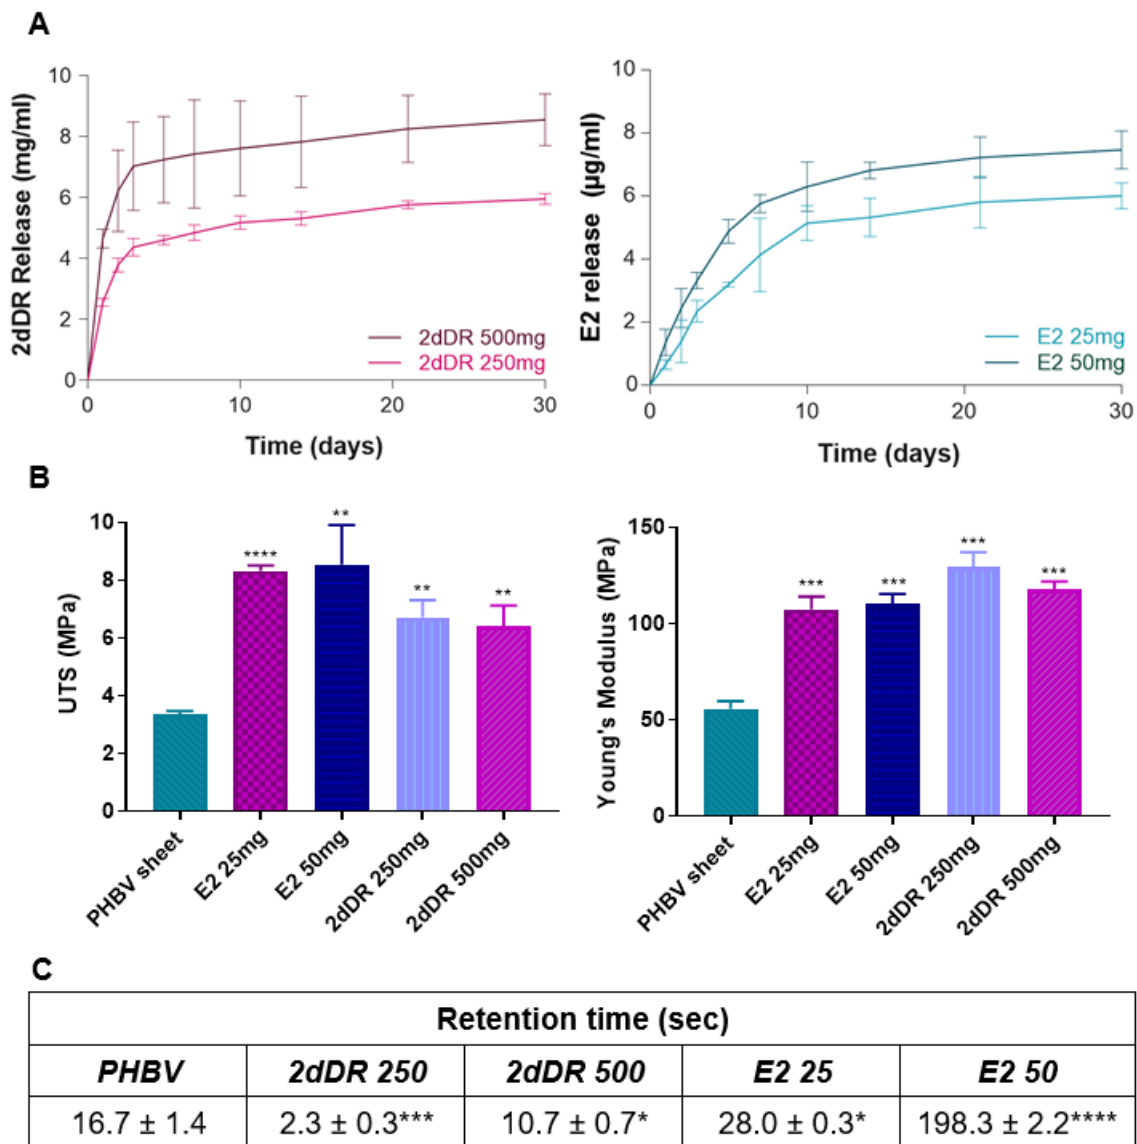 A
2dDR Release (mg/ml)
10
8
6
4
2
0
0
10
20
30
2dDR 500mg
2dDR 250mg
Time (days)
E2 release (µg/ml)
10
8
6
4
2
0
0
10
20
30
E2 25mg
E2 50mg
Time (days)
B
UTS (MPa)
10
8
6
4
2
0
****
**
**
**
PHBV sheet
E2 25mg
E2 50mg
2dDR 250mg
2dDR 500mg
Young's Modulus (MPa)
150
100
50
0
***
***
***
***
PHBV sheet
E2 25mg
E2 50mg
2dDR 250mg
2dDR 500mg
C
Retention time (sec)
PHBV 2dDR 250 2dDR 500 E2 25 E2 50
16.7 ± 1.4 2.3 ± 0.3*** 10.7 ± 0.7* 28.0 ± 0.3* 198.3 ± 2.2****